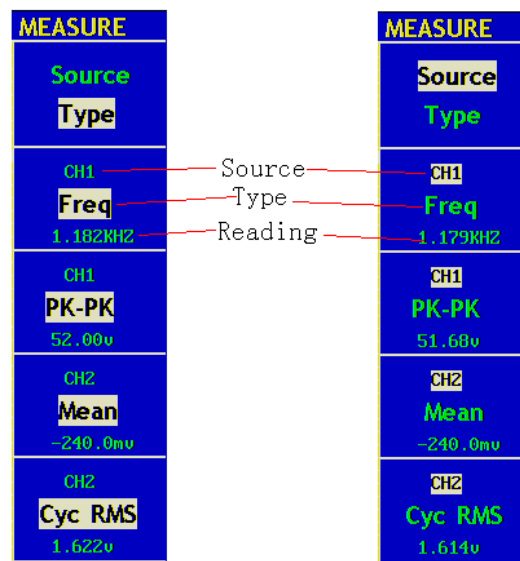 MEASURE
Source
Type
CH1
Freq
1.182KHZ
CH1
PK-PK
52.00v
CH2
Mean
-240.0mv
CH2
Cyc RMS
1.622v
Source
Type
Reading
MEASURE
Source
Type
CH1
Freq
1.179KHZ
CH1
PK-PK
51.68v
CH2
Mean
-240.0mv
CH2
Cyc RMS
1.614v